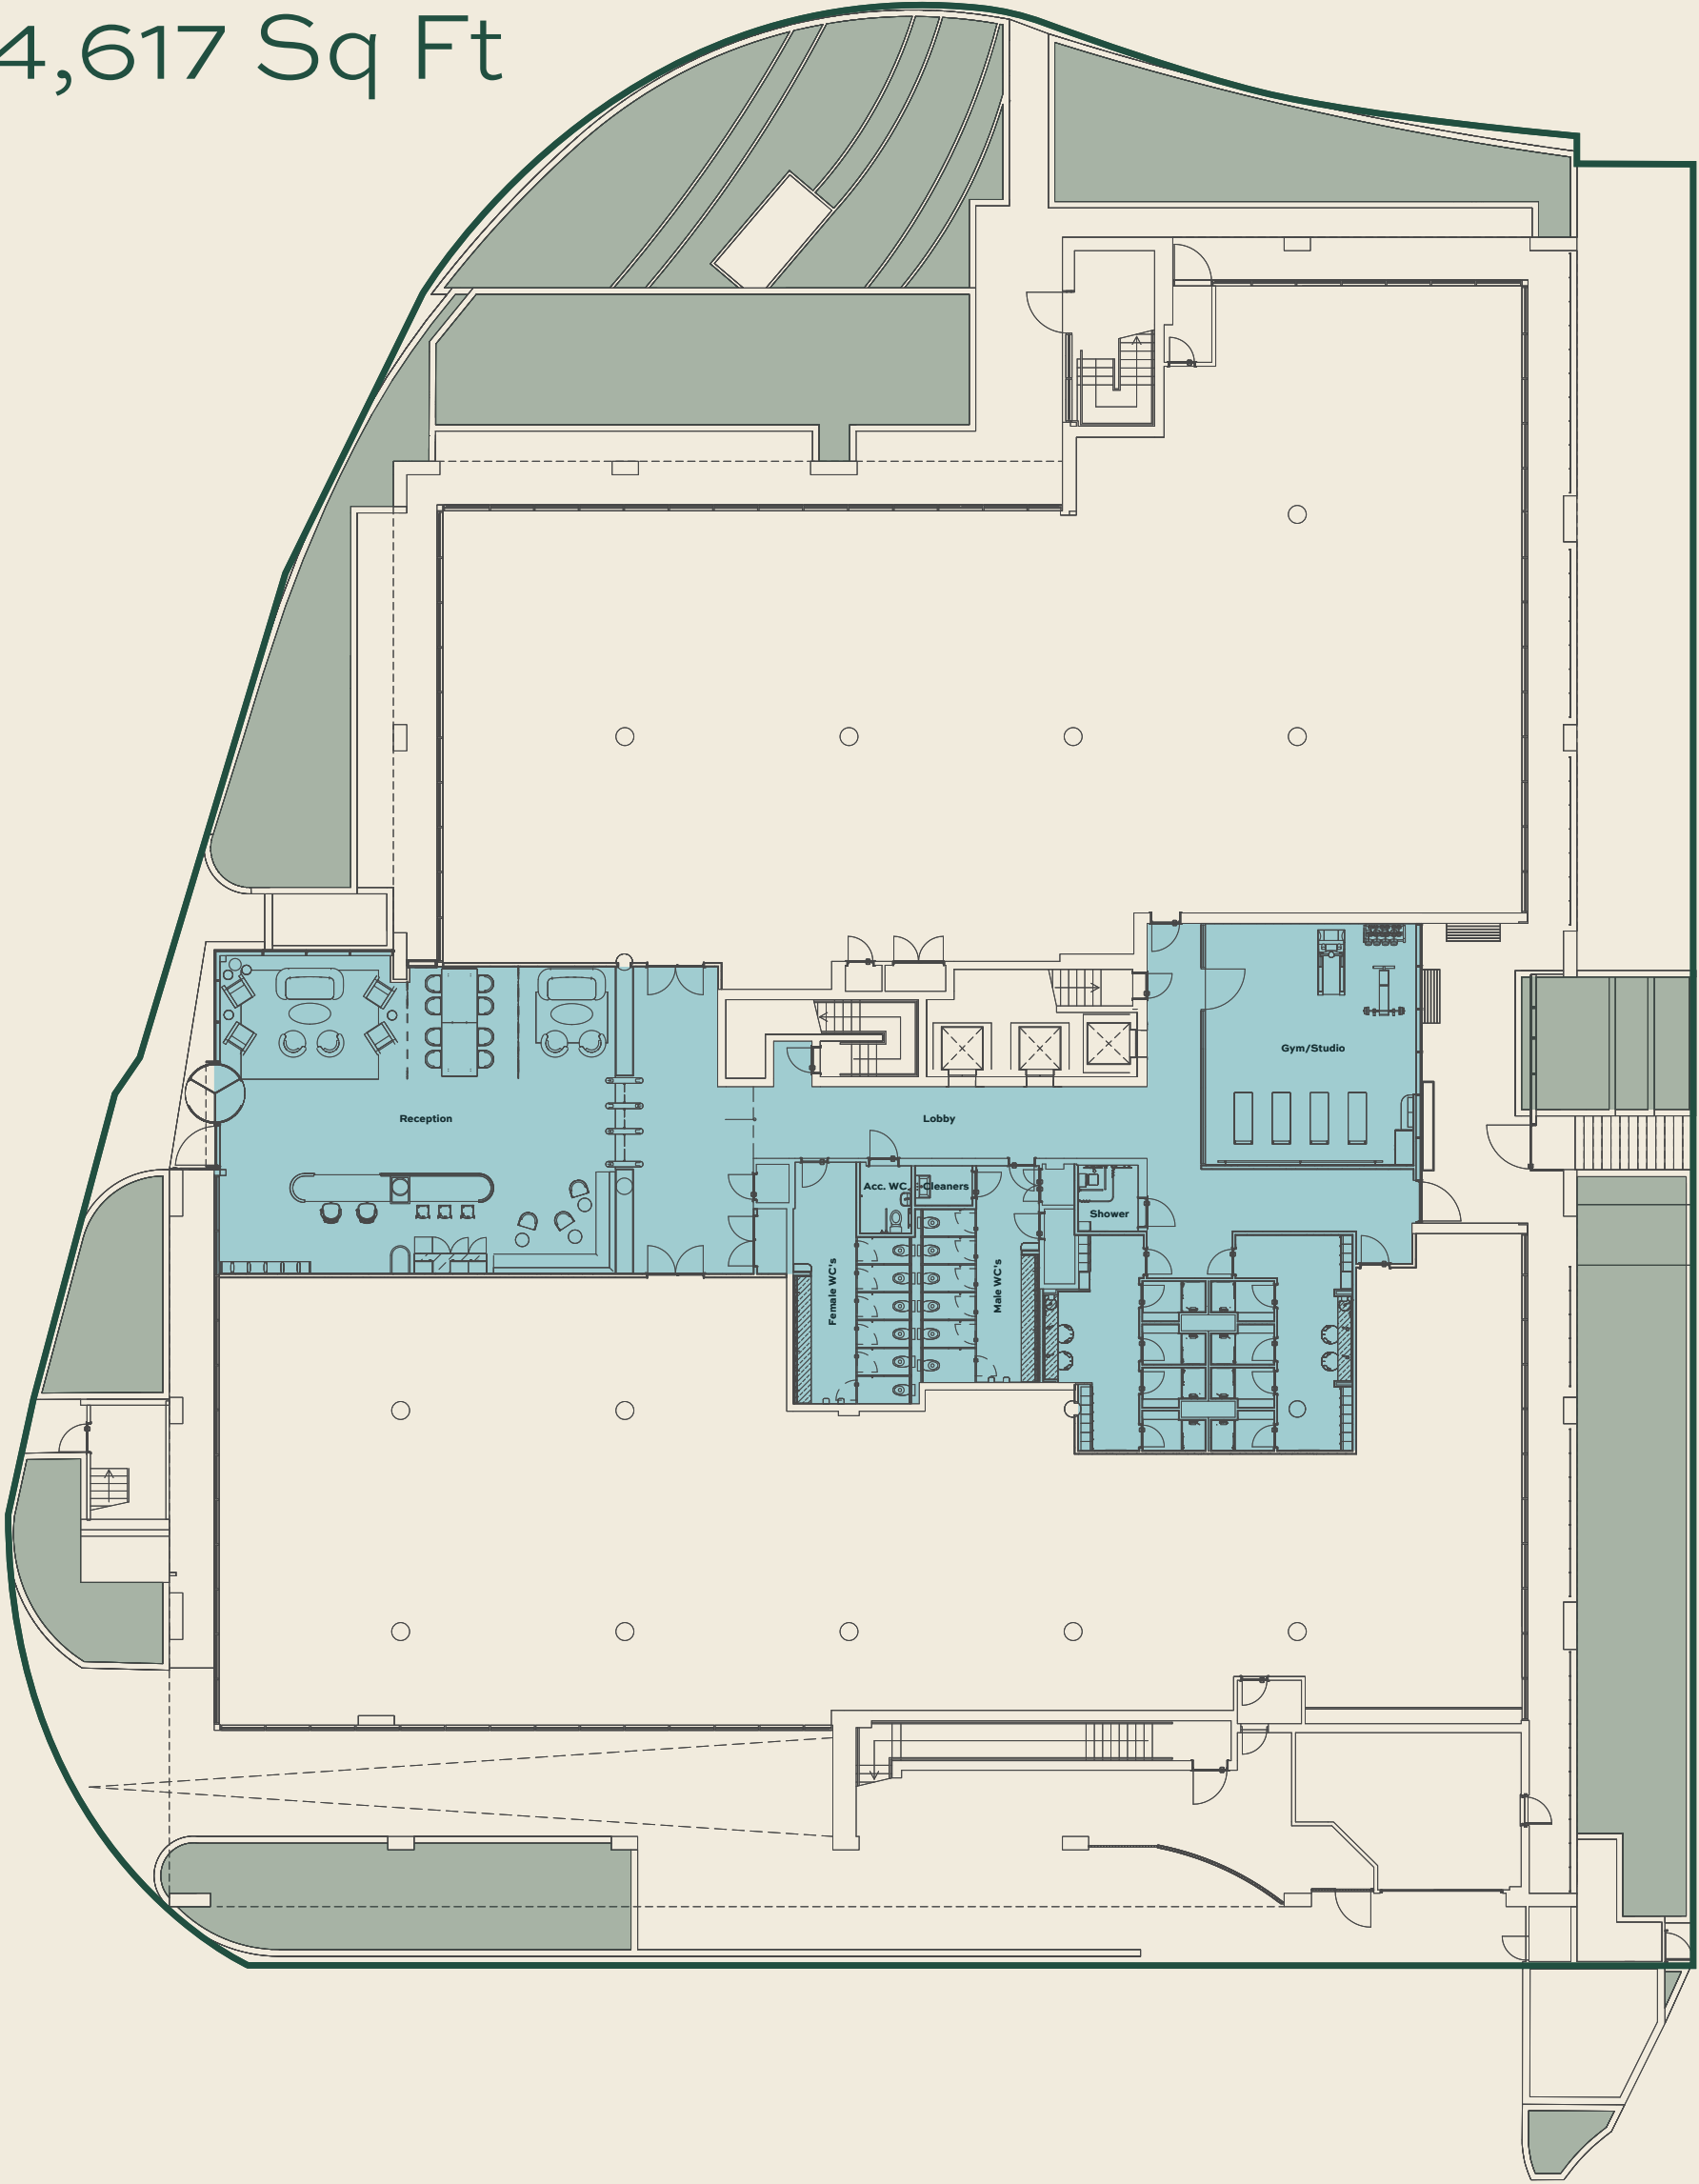 4,617 Sq Ft
Gym/Studio
Reception
Lobby
Acc. WC
Cleaners
Shower
Female WC's
Male WC's